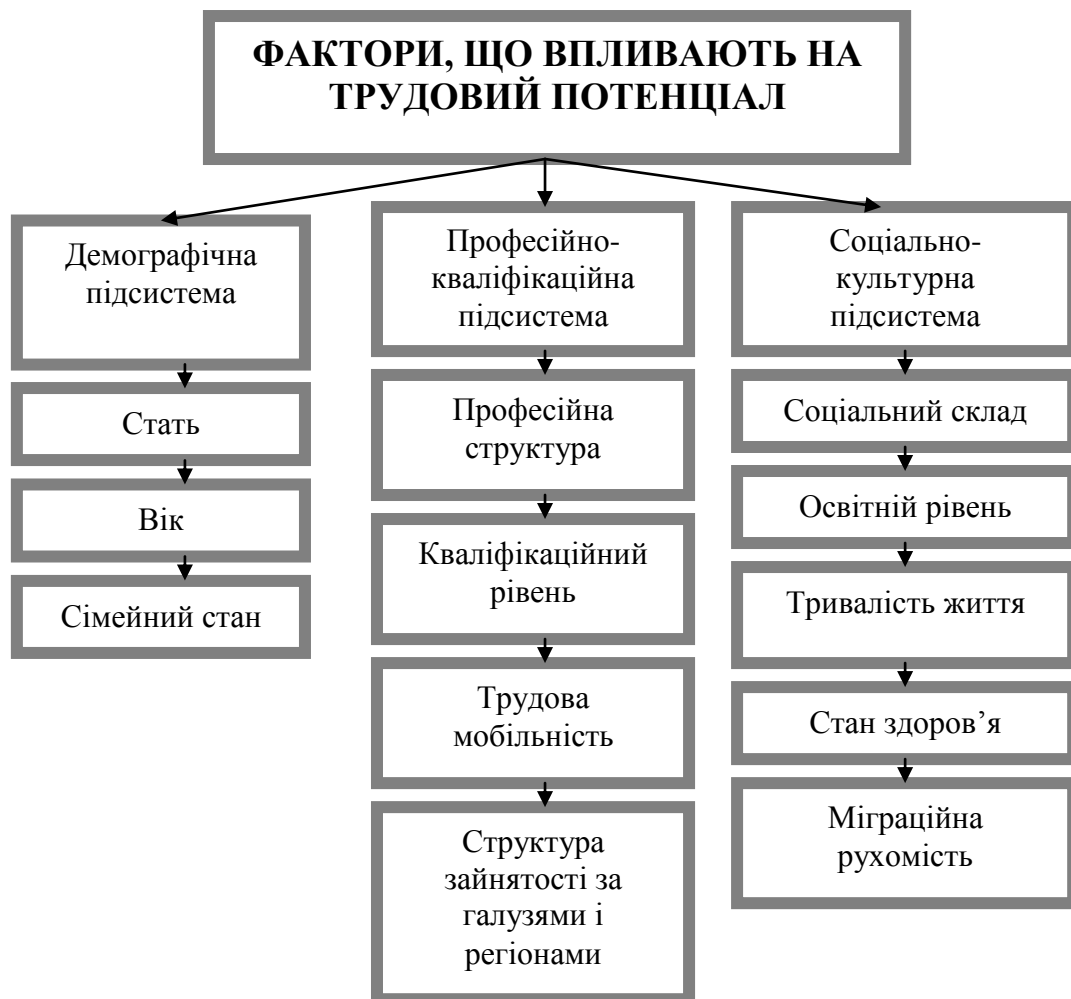 ФАКТОРИ, ЩО ВПЛИВАЮТЬ НА
ТРУДОВИЙ ПОТЕНЦІАЛ
Демографічна
підсистема
Стать
Вік
Сімейний стан
Професійно-
кваліфікаційна
підсистема
Професійна
структура
Кваліфікаційний
рівень
Трудова
мобільність
Структура
зайнятості за
галузями і
регіонами
Соціально-
культурна
підсистема
Соціальний склад
Освітній рівень
Тривалість життя
Стан здоров’я
Міграційна
рухомість